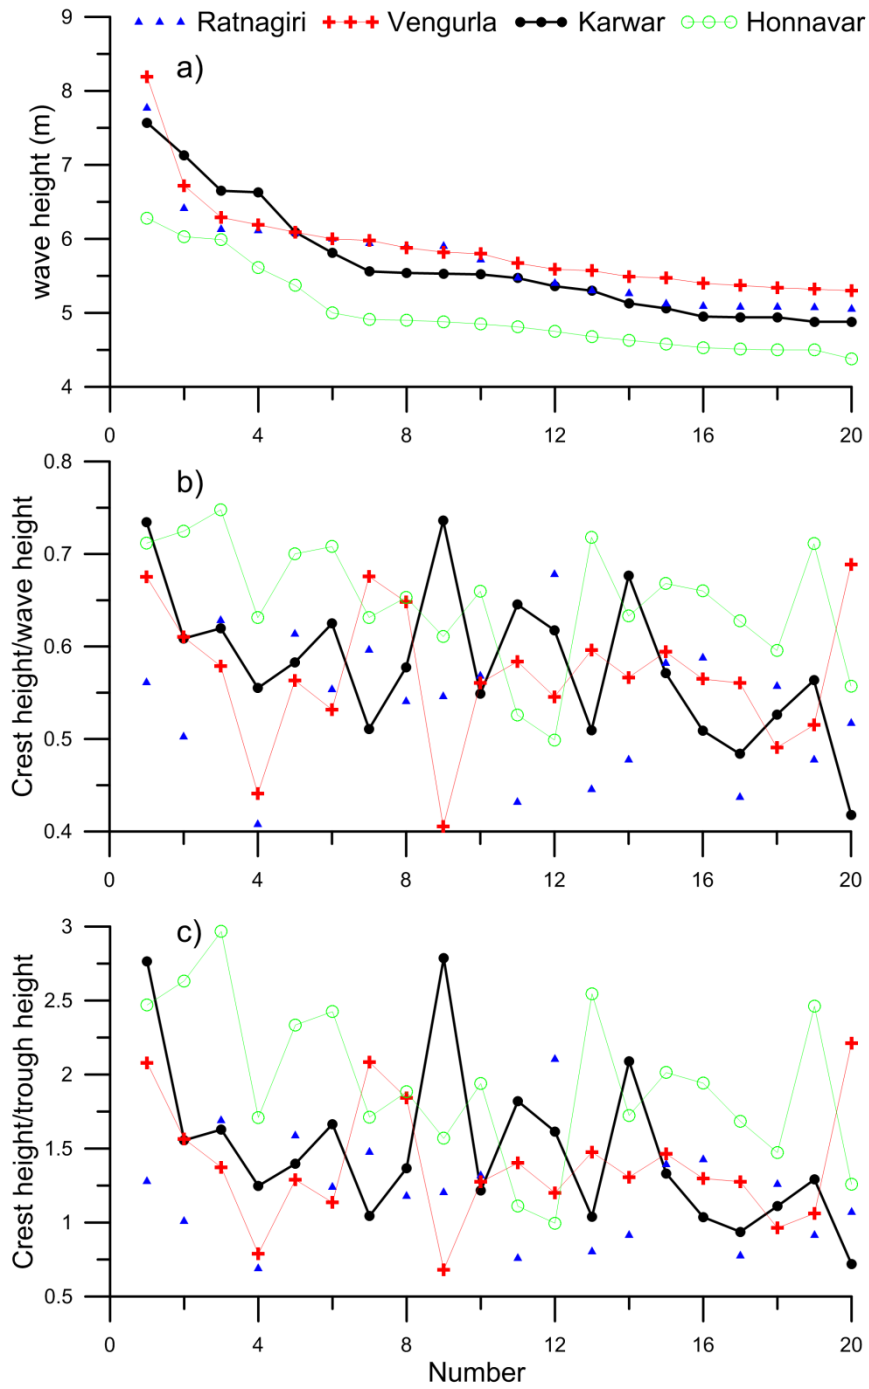 Ratnagiri Vengurla Karwar Honnavar
a)
wave height (m)
9
8
7
6
5
4
0 4 8 12 16 20
b)
Crest height/wave height
0.8
0.7
0.6
0.5
0.4
0 4 8 12 16 20
c)
Crest height/trough height
3
2.5
2
1.5
1
0.5
0 4 8 12 16 20
Number